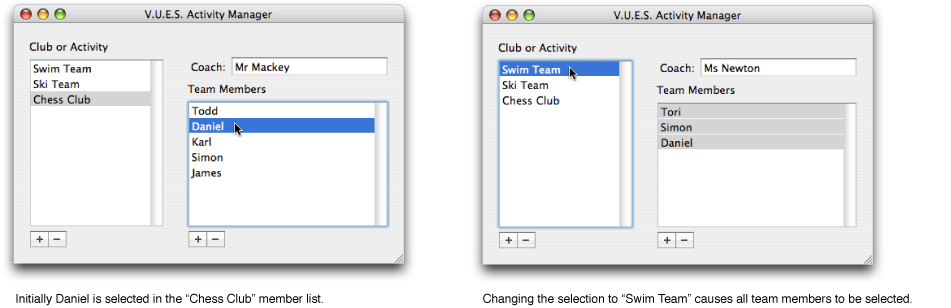 V.U.E.S. Activity Manager
Club or Activity
Swim Team
Ski Team
Chess Club
Coach: Mr Mackey
Team Members
Todd
Daniel
Karl
Simon
James
+ −
+ −
Initially Daniel is selected in the “Chess Club” member list.
V.U.E.S. Activity Manager
Club or Activity
Swim Team
Ski Team
Chess Club
Coach: Ms Newton
Team Members
Tori
Simon
Daniel
+ −
+ −
Changing the selection to “Swim Team” causes all team members to be selected.